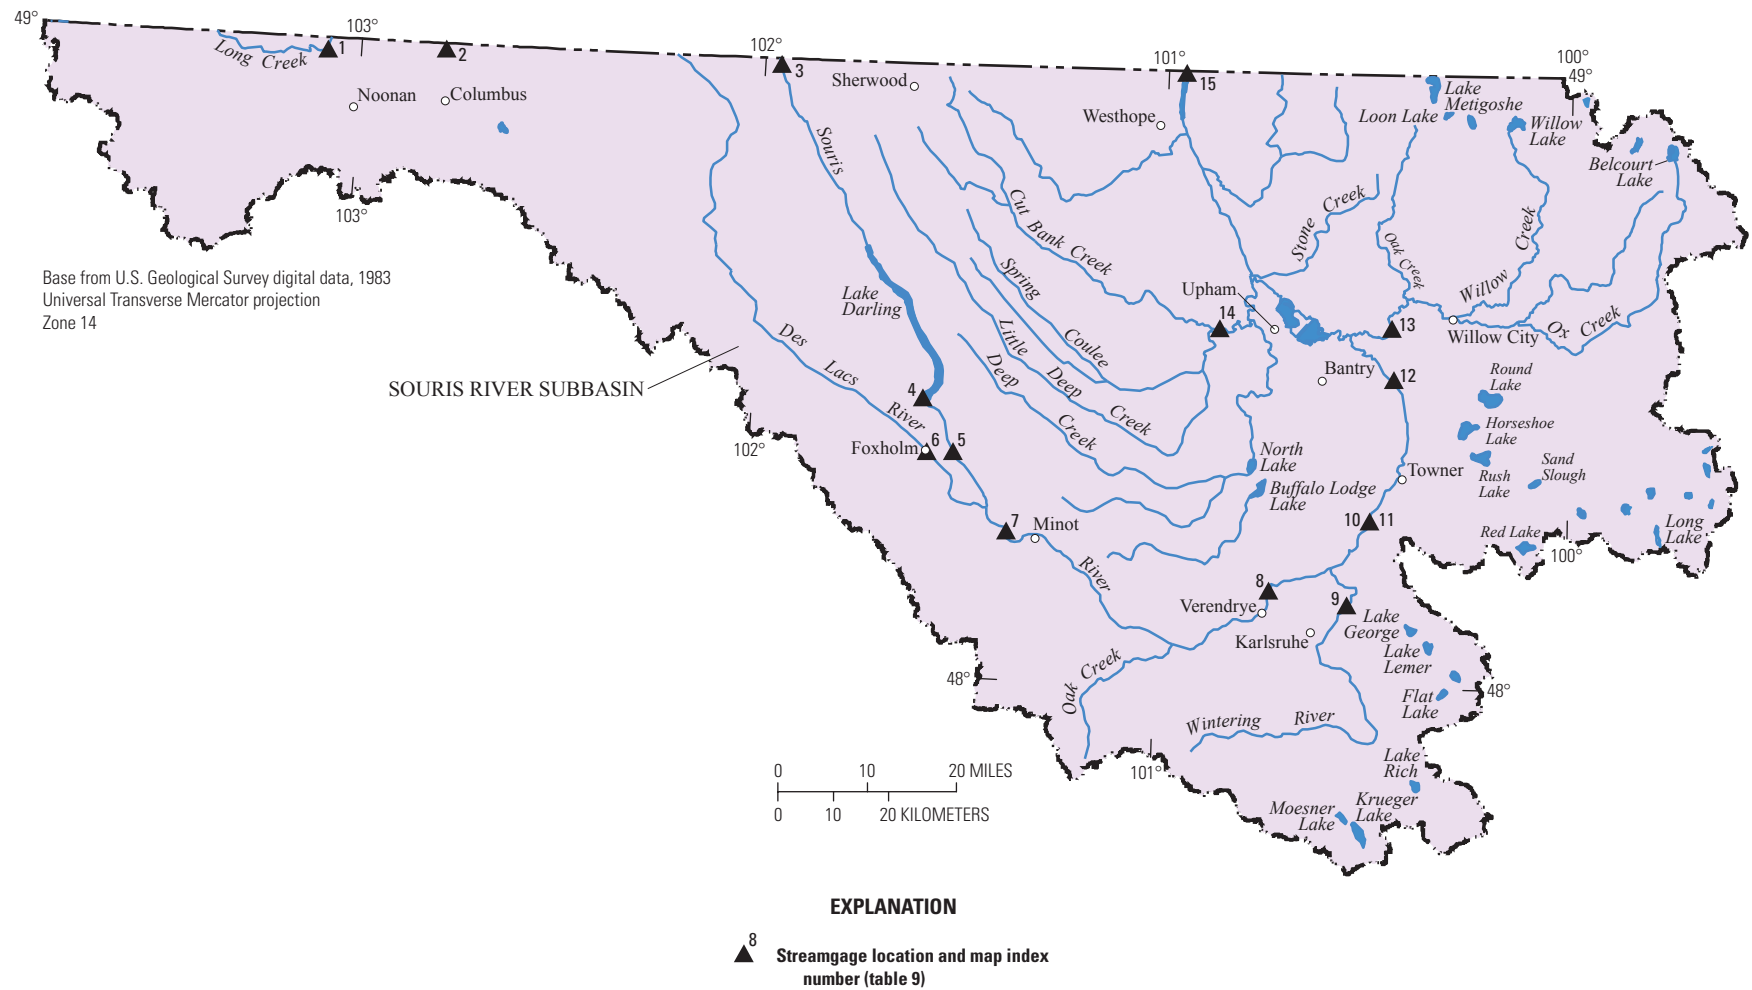 49°
103°
102°
101°
100°
49°
Long Creek
1
2
3
15
Noonan
Columbus
Sherwood
Westhope
Lake
Metigoshe
Loon Lake
Willow
Lake
Belcourt
Lake
103°
Souris
Cut Bank Creek
Stone Creek
Oak Creek
Willow Creek
Base from U.S. Geological Survey digital data, 1983
Universal Transverse Mercator projection
Zone 14
Lake
Darling
Spring Coulee
Upham
14
13
Willow City
Ox Creek
Des Lacs River
Little Deep Creek
Deep Creek
Bantry
12
Round
Lake
SOURIS RIVER SUBBASIN
4
Horseshoe
Lake
102°
Foxholm
6
5
North
Lake
Towner
Rush
Lake
Sand
Slough
Buffalo Lodge
Lake
7
Minot
10
11
Red Lake
100°
Long
Lake
River
8
Verendrye
9
Karlsruhe
Lake
George
Lake
Lemer
Oak Creek
48°
48°
Flat
Lake
Wintering River
101°
Lake
Rich
0 10 20 MILES
0 10 20 KILOMETERS
Moesner
Lake
Krueger
Lake
EXPLANATION
8
Streamgage location and map index
number (table 9)